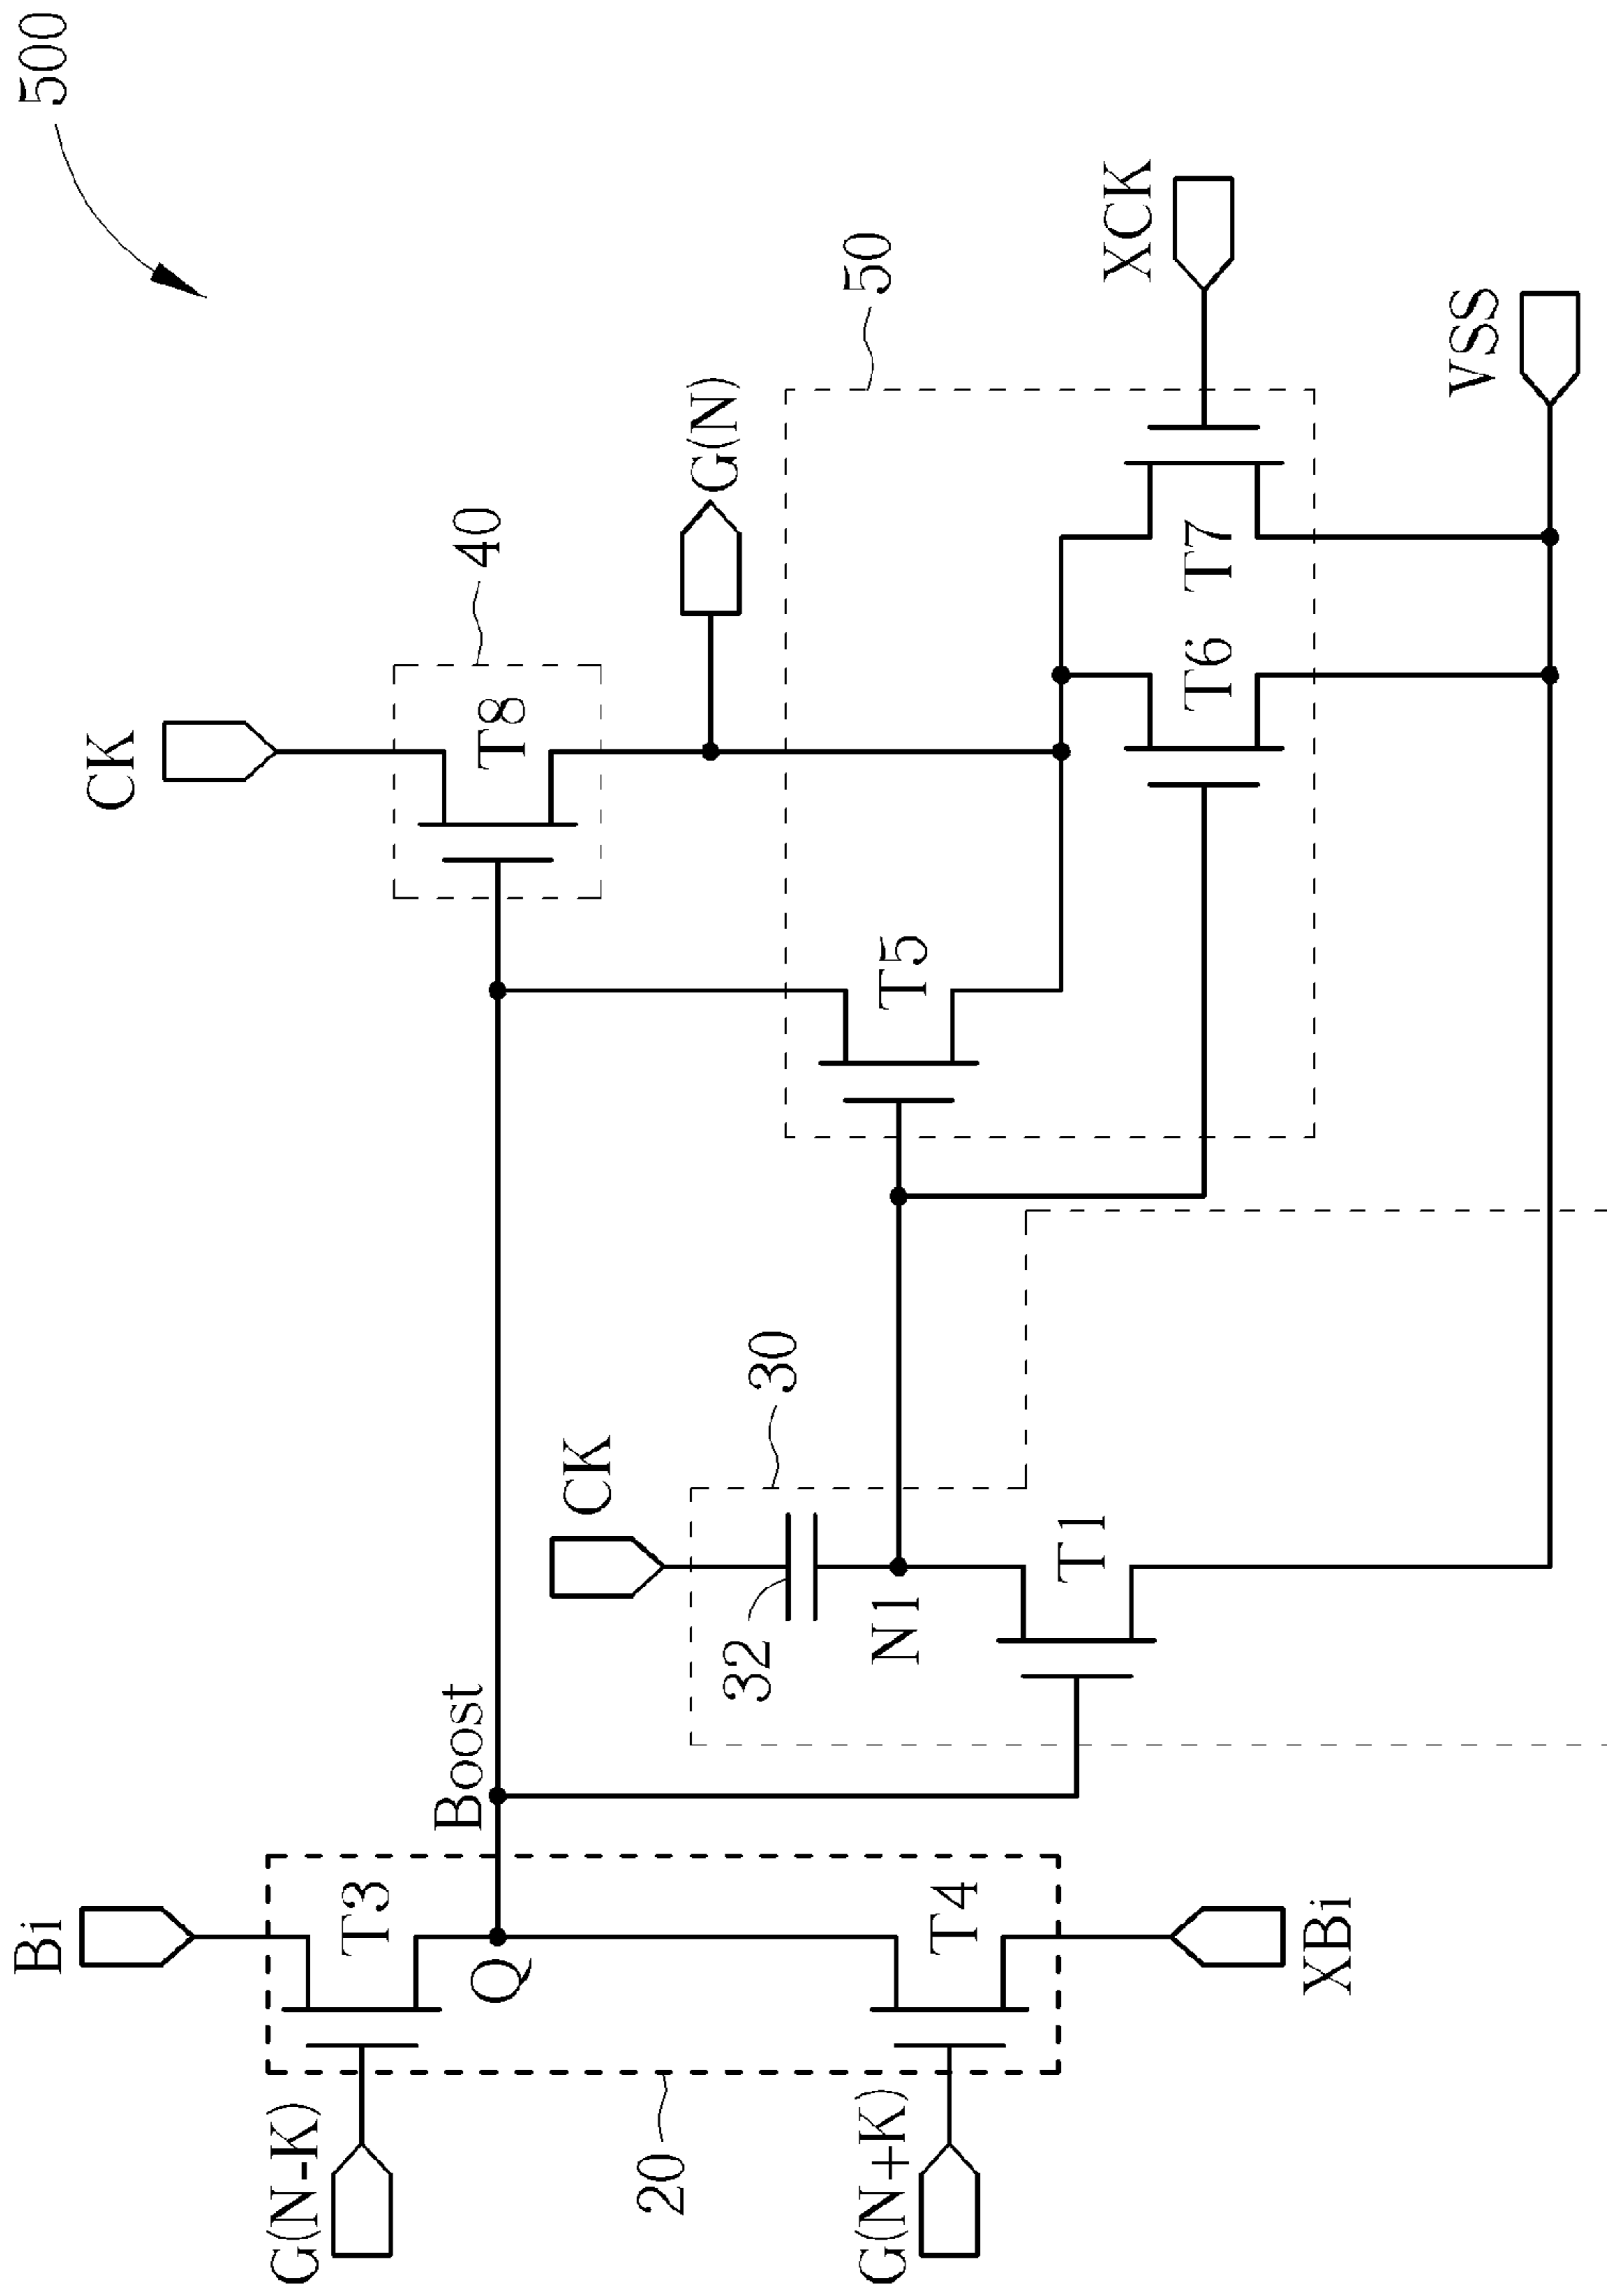 500
CK
40
T8
G(N)
50
XCK
VSS
T5
T6
T7
CK
30
32
N1
T1
Boost
Bi
T3
Q
T4
XBi
G(N-K)
G(N+K)
20